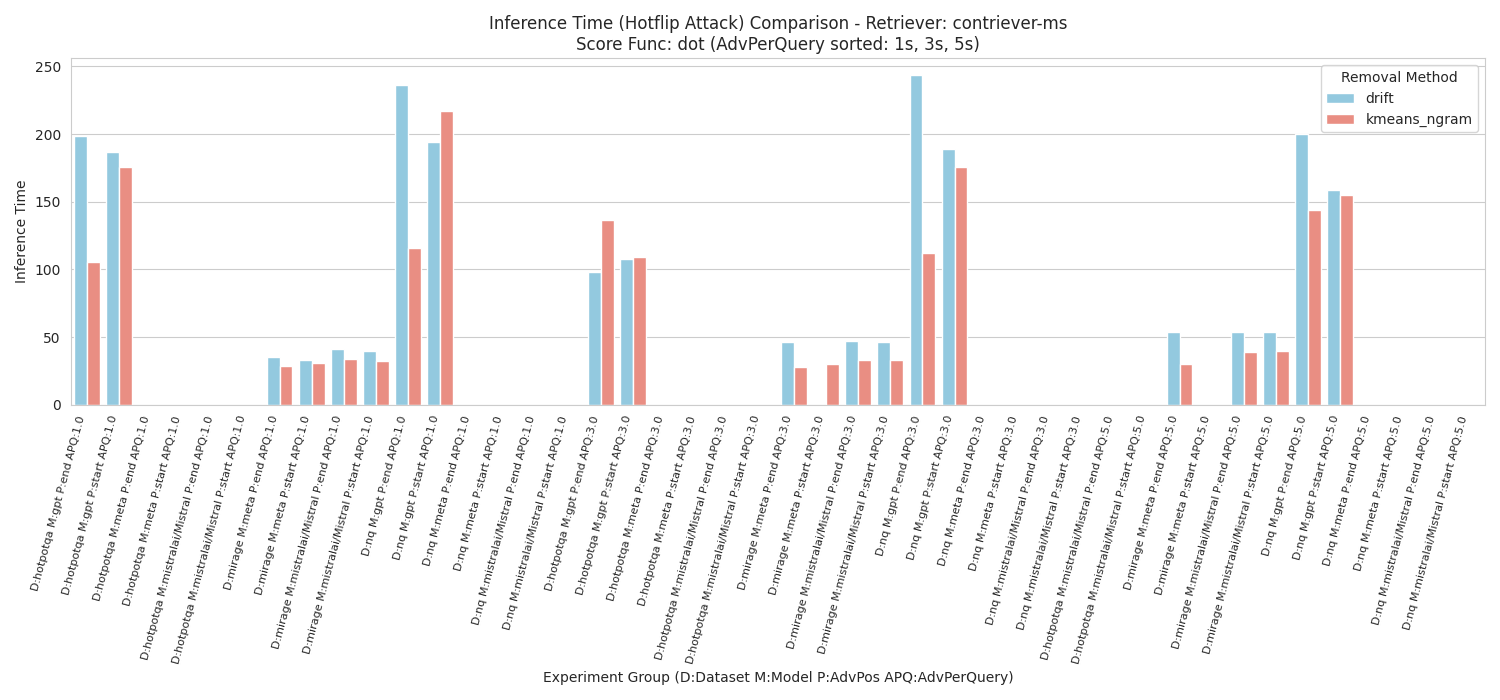 Inference Time (Hotflip Attack) Comparison - Retriever: contriever-ms
Score Func: dot (AdvPerQuery sorted: 1s, 3s, 5s)
Removal Method
drift
kmeans_ngram
Inference Time
250
200
150
100
50
0
D:hotpotqa M:gpt P:end APQ:1.0
D:hotpotqa M:gpt P:start APQ:1.0
D:hotpotqa M:meta P:end APQ:1.0
D:hotpotqa M:meta P:start APQ:1.0
D:hotpotqa M:mistralai/Mistral P:end APQ:1.0
D:hotpotqa M:mistralai/Mistral P:start APQ:1.0
D:mirage M:meta P:end APQ:1.0
D:mirage M:meta P:start APQ:1.0
D:mirage M:mistralai/Mistral P:end APQ:1.0
D:mirage M:mistralai/Mistral P:start APQ:1.0
D:nq M:gpt P:end APQ:1.0
D:nq M:gpt P:start APQ:1.0
D:nq M:meta P:end APQ:1.0
D:nq M:meta P:start APQ:1.0
D:nq M:mistralai/Mistral P:end APQ:1.0
D:nq M:mistralai/Mistral P:start APQ:1.0
D:hotpotqa M:gpt P:end APQ:3.0
D:hotpotqa M:gpt P:start APQ:3.0
D:hotpotqa M:meta P:end APQ:3.0
D:hotpotqa M:meta P:start APQ:3.0
D:hotpotqa M:mistralai/Mistral P:end APQ:3.0
D:hotpotqa M:mistralai/Mistral P:start APQ:3.0
D:mirage M:meta P:end APQ:3.0
D:mirage M:meta P:start APQ:3.0
D:mirage M:mistralai/Mistral P:end APQ:3.0
D:mirage M:mistralai/Mistral P:start APQ:3.0
D:nq M:gpt P:end APQ:3.0
D:nq M:gpt P:start APQ:3.0
D:nq M:meta P:end APQ:3.0
D:nq M:meta P:start APQ:3.0
D:nq M:mistralai/Mistral P:end APQ:3.0
D:nq M:mistralai/Mistral P:start APQ:3.0
D:hotpotqa M:mistralai/Mistral P:end APQ:5.0
D:hotpotqa M:mistralai/Mistral P:start APQ:5.0
D:mirage M:meta P:end APQ:5.0
D:mirage M:meta P:start APQ:5.0
D:mirage M:mistralai/Mistral P:end APQ:5.0
D:mirage M:mistralai/Mistral P:start APQ:5.0
D:nq M:gpt P:end APQ:5.0
D:nq M:gpt P:start APQ:5.0
D:nq M:meta P:end APQ:5.0
D:nq M:meta P:start APQ:5.0
D:nq M:mistralai/Mistral P:end APQ:5.0
D:nq M:mistralai/Mistral P:start APQ:5.0
Experiment Group (D:Dataset M:Model P:AdvPos APQ:AdvPerQuery)